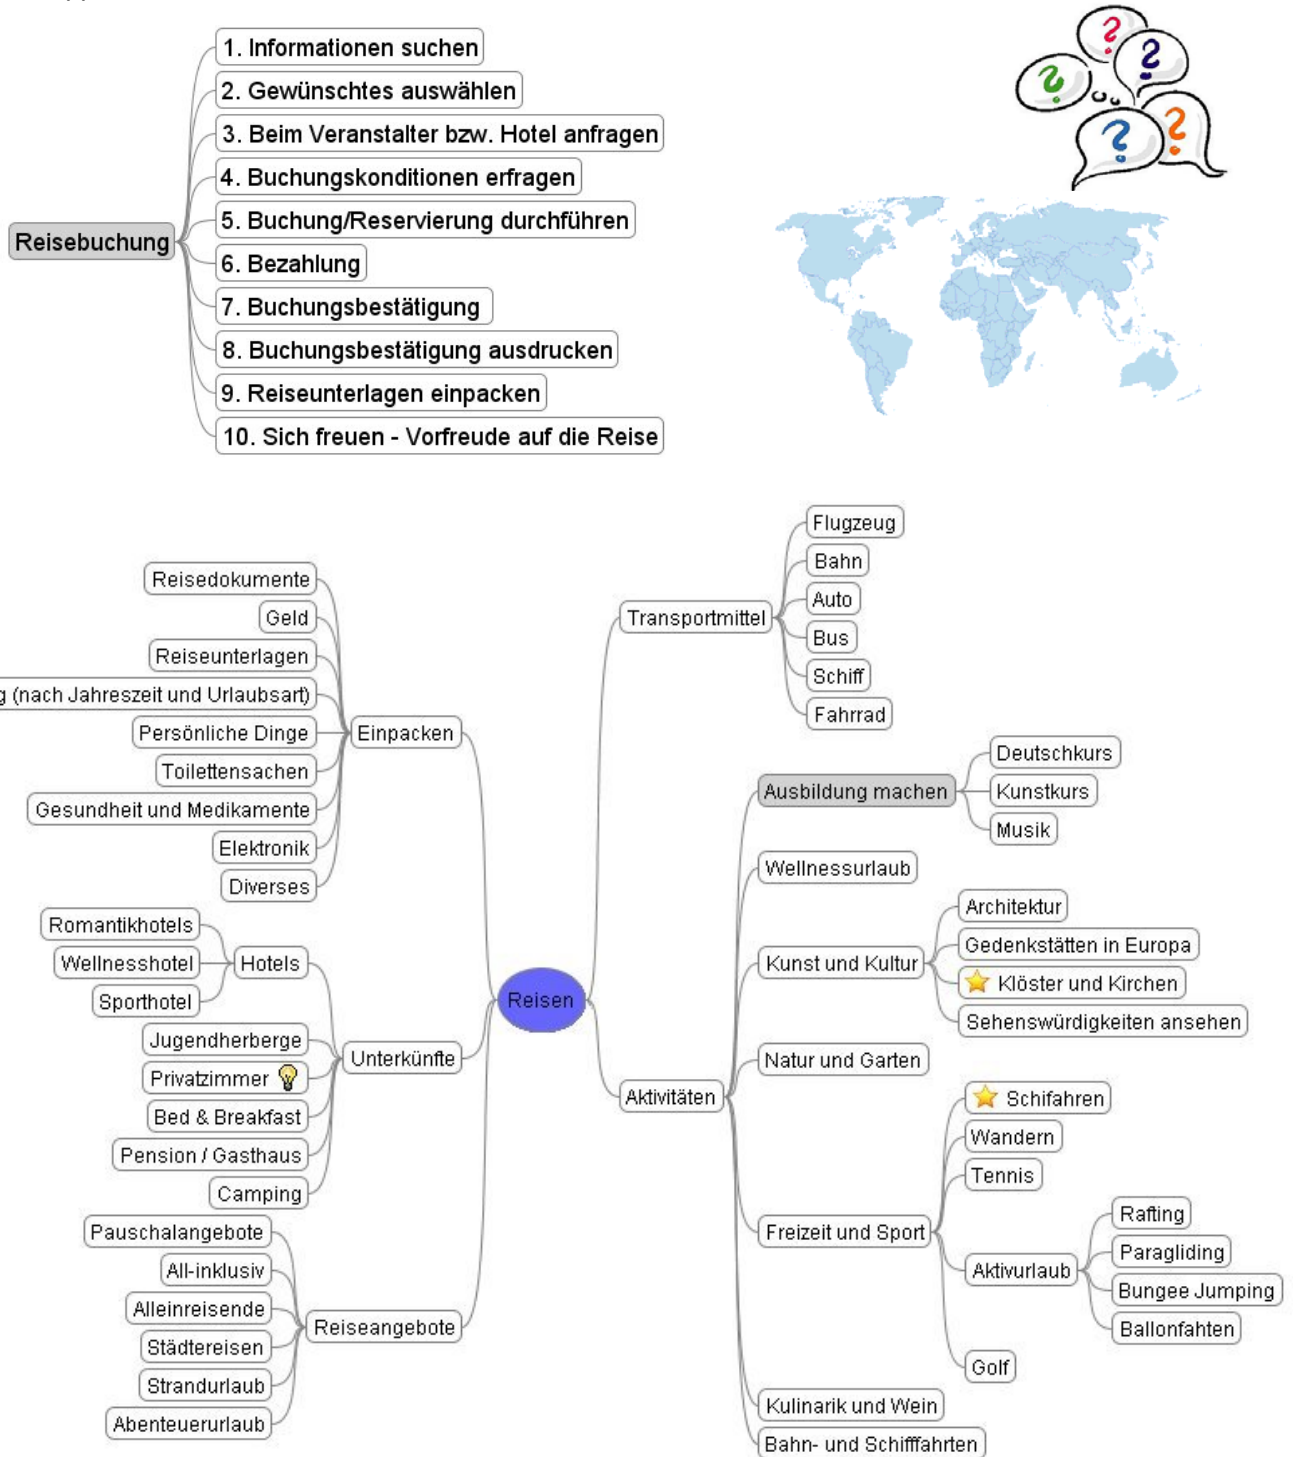 Reisebuchung
1. Informationen suchen
2. Gewünschtes auswählen
3. Beim Veranstalter bzw. Hotel anfragen
4. Buchungskonditionen erfragen
5. Buchung/Reservierung durchführen
6. Bezahlung
7. Buchungsbestätigung
8. Buchungsbestätigung ausdrucken
9. Reiseunterlagen einpacken
10. Sich freuen - Vorfreude auf die Reise
?
?
?
?
?
Reisen
Einpacken
Reisedokumente
Geld
Reiseunterlagen
(nach Jahreszeit und Urlaubsart)
Persönliche Dinge
Toilettensachen
Gesundheit und Medikamente
Elektronik
Diverses
Unterkünfte
Hotels
Romantikhotels
Wellnesshotel
Sporthotel
Jugendherberge
Privatzimmer
Bed & Breakfast
Pension / Gasthaus
Camping
Reiseangebote
Pauschalangebote
All-inklusiv
Alleinreisende
Städtereisen
Strandurlaub
Abenteuerurlaub
Transportmittel
Flugzeug
Bahn
Auto
Bus
Schiff
Fahrrad
Aktivitäten
Ausbildung machen
Deutschkurs
Kunstkurs
Musik
Wellnessurlaub
Kunst und Kultur
Architektur
Gedenkstätten in Europa
Klöster und Kirchen
Sehenswürdigkeiten ansehen
Natur und Garten
Freizeit und Sport
Schifahren
Wandern
Tennis
Aktivurlaub
Rafting
Paragliding
Bungee Jumping
Ballonfahten
Golf
Kulinarik und Wein
Bahn- und Schifffahrten